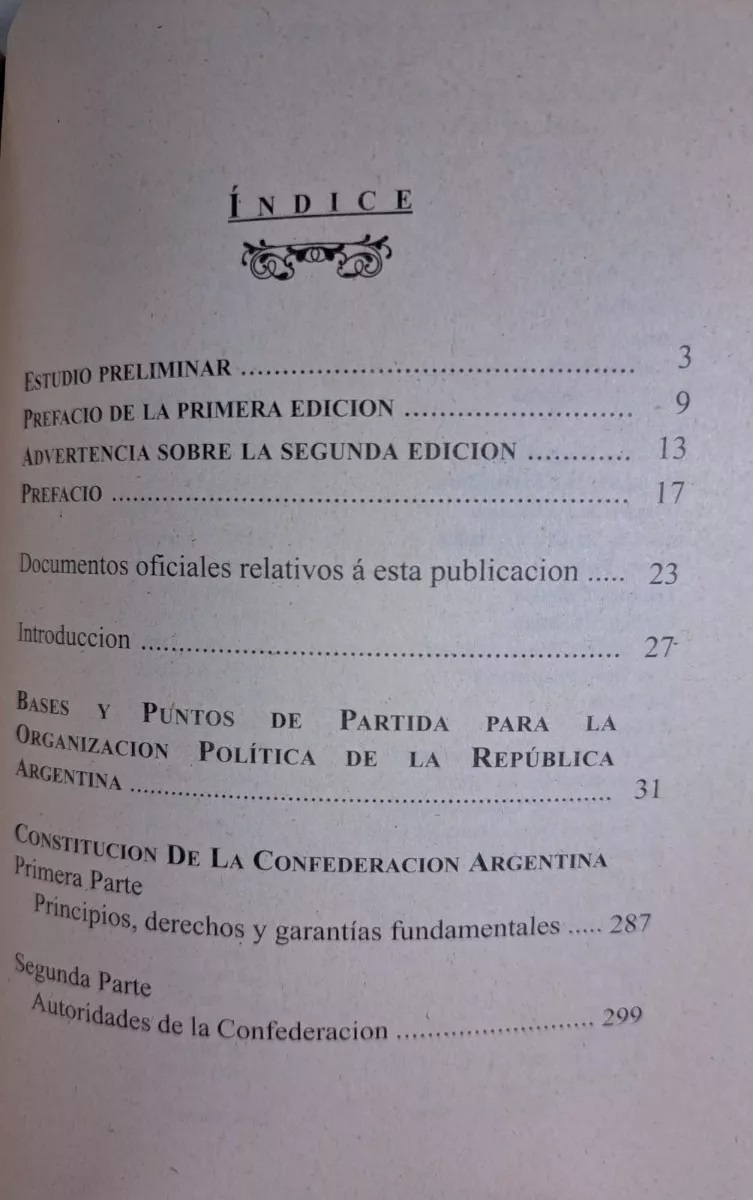 ÍNDICE
ESTUDIO PRELIMINAR ........................................................ 3
PREFACIO DE LA PRIMERA EDICION ............................ 9
ADVERTENCIA SOBRE LA SEGUNDA EDICION ............ 13
PREFACIO ........................................................................ 17
Documentos oficiales relativos á esta publicacion ..... 23
Introduccion .................................................................... 27
BASES Y PUNTOS DE PARTIDA PARA LA
ORGANIZACION POLÍTICA DE LA REPÚBLICA
ARGENTINA .................................................................... 31
CONSTITUCION DE LA CONFEDERACION ARGENTINA
Primera Parte
Principios, derechos y garantías fundamentales ..... 287
Segunda Parte
Autoridades de la Confederacion ............................ 299